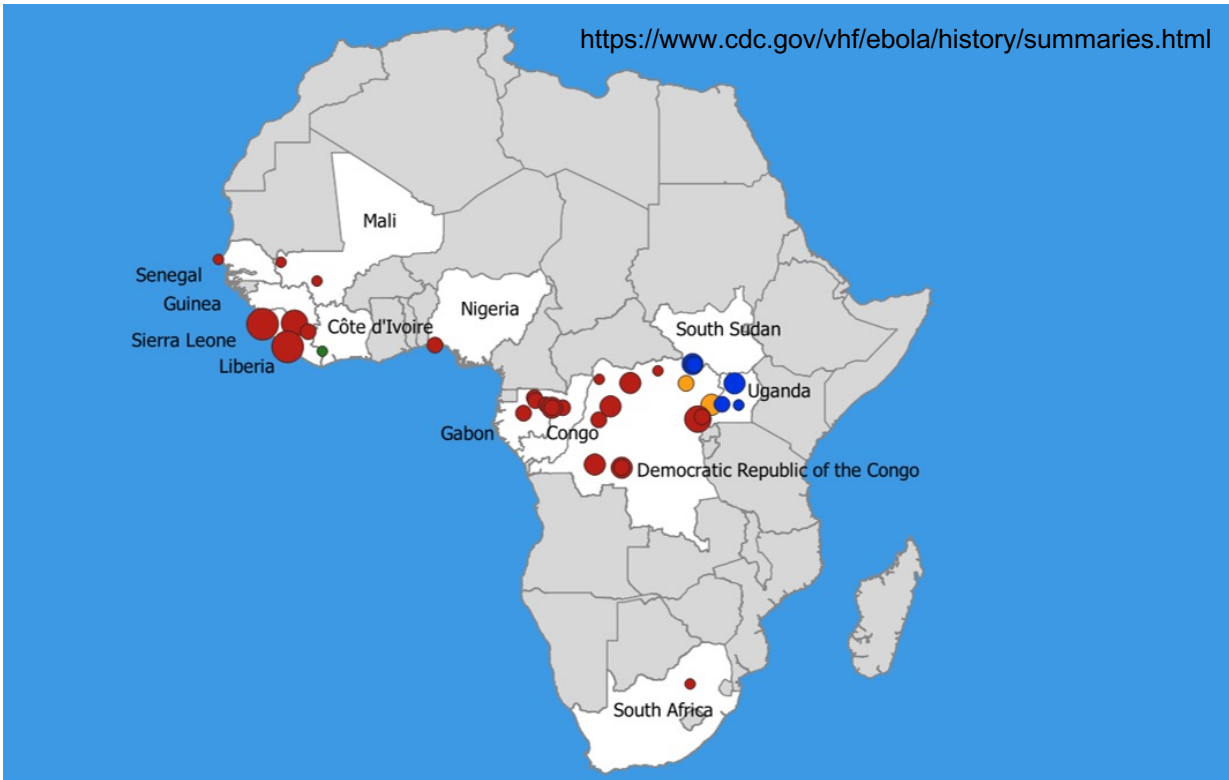 https://www.cdc.gov/vhf/ebola/history/summaries.html
Mali
Senegal
Guinea
Nigeria
Côte d'Ivoire
South Sudan
Sierra Leone
Liberia
Uganda
Gabon
Congo
Democratic Republic of the Congo
South Africa